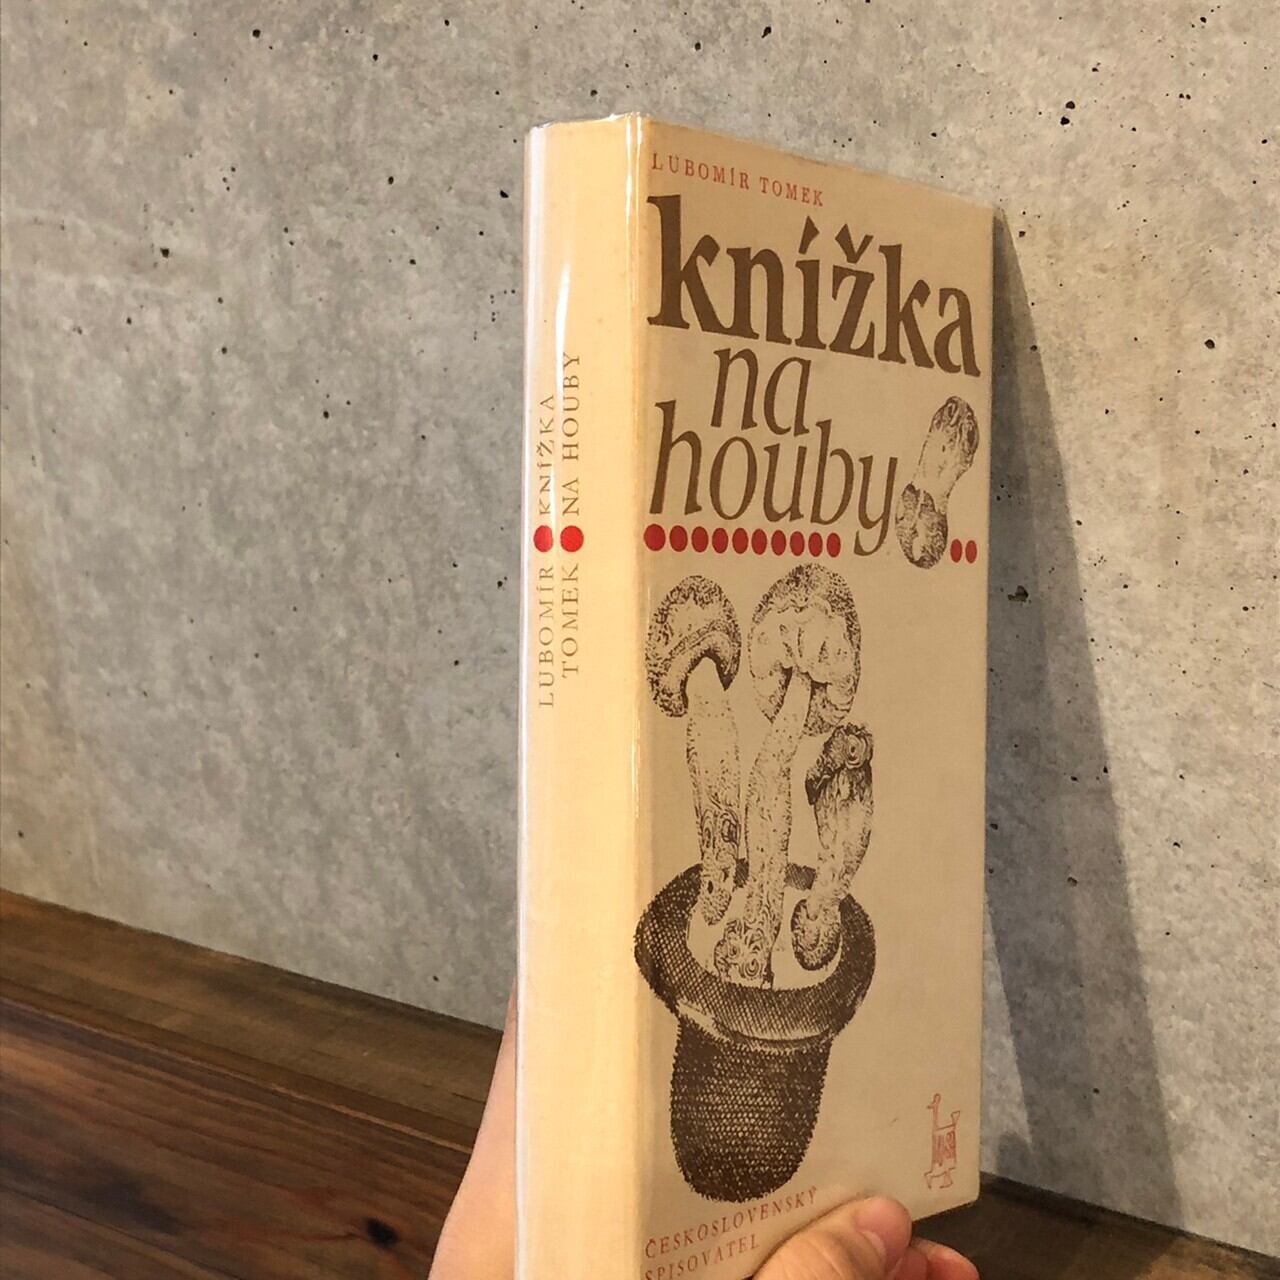 LUBOMÍR TOMEK
knížka
na
houby
ČESKOSLOVENSKÝ
SPISOVATEL
LUBOMÍR KNÍŽKA
TOMEK NA HOUBY